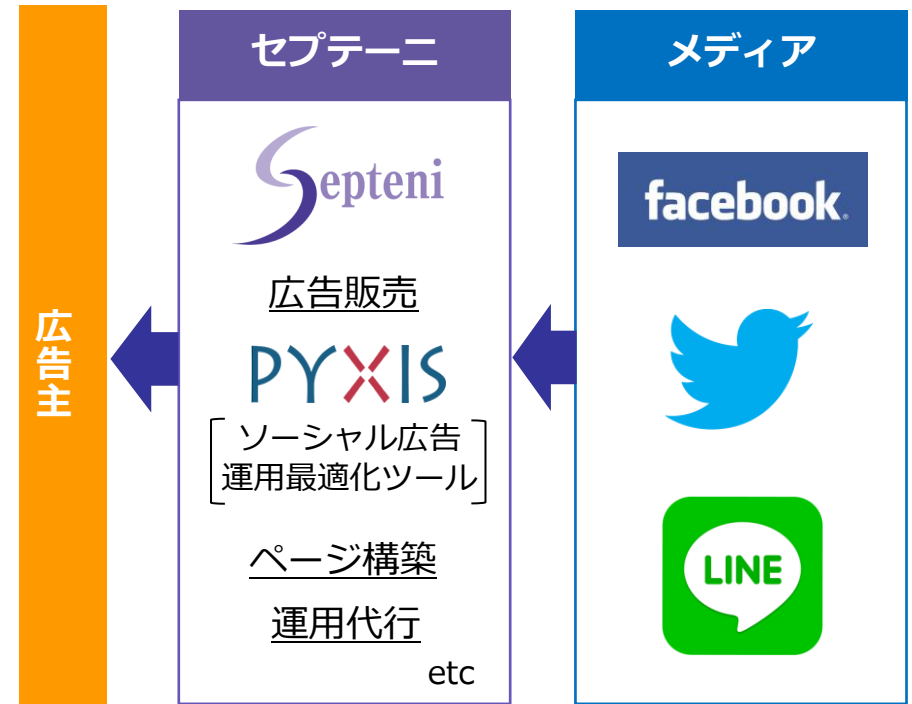 広告主
セプテーニ
Septeni
広告販売
PYXIS
ソーシャル広告
運用最適化ツール
ページ構築
運用代行
etc
メディア
facebook®
LINE